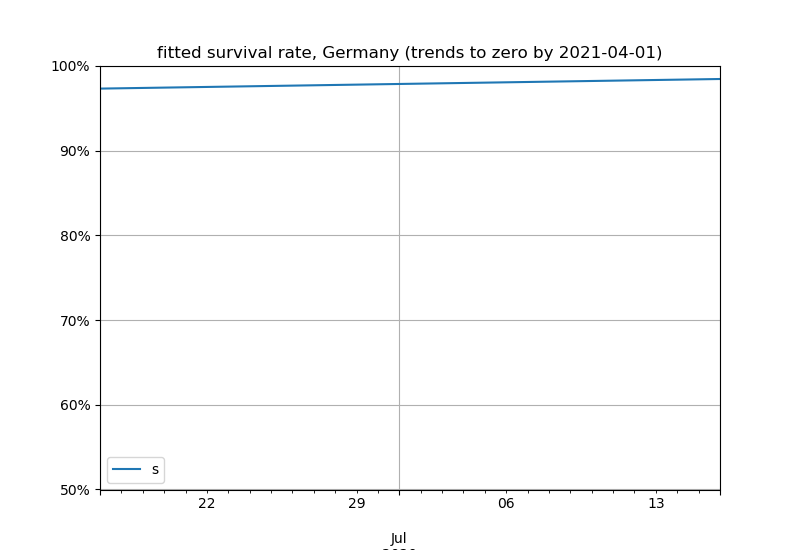 fitted survival rate, Germany (trends to zero by 2021-04-01)
100%
90%
80%
70%
60%
50%
s
22 29 06 13
Jul